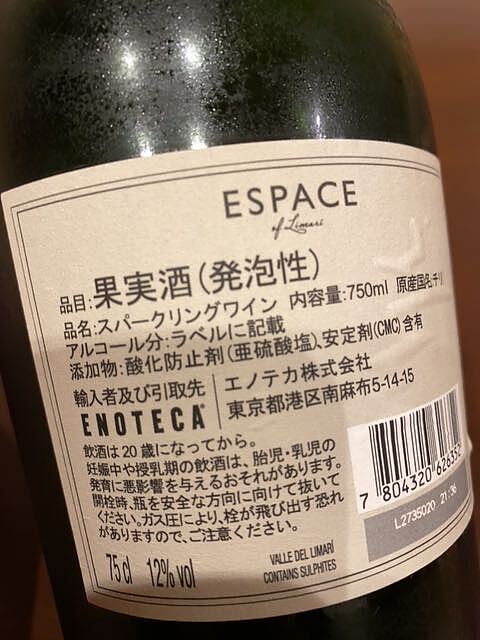 ESPACE
of Limarí
品目:果実酒(発泡性)
品名:スパークリングワイン 内容量:750ml 原産国名:チリ
アルコール分:ラベルに記載
添加物:酸化防止剤(亜硫酸塩)、安定剤(CMC)含有
輸入者及び引取先
ENOTECA
エノテカ株式会社
東京都港区南麻布5-14-15
飲酒は20歳になってから。
妊娠中や授乳期の飲酒は、胎児・乳児の
発育に悪影響を与えるおそれがあります。
開栓時、瓶を安全な方向に向けて抜いて
ください。ガス圧により、栓が飛び出す恐れ
がありますので、ご注意ください。
75 cl 12% vol
VALLE DEL LIMARÍ
CONTAINS SULPHITES
7 804320 626352
L2735020 21:36